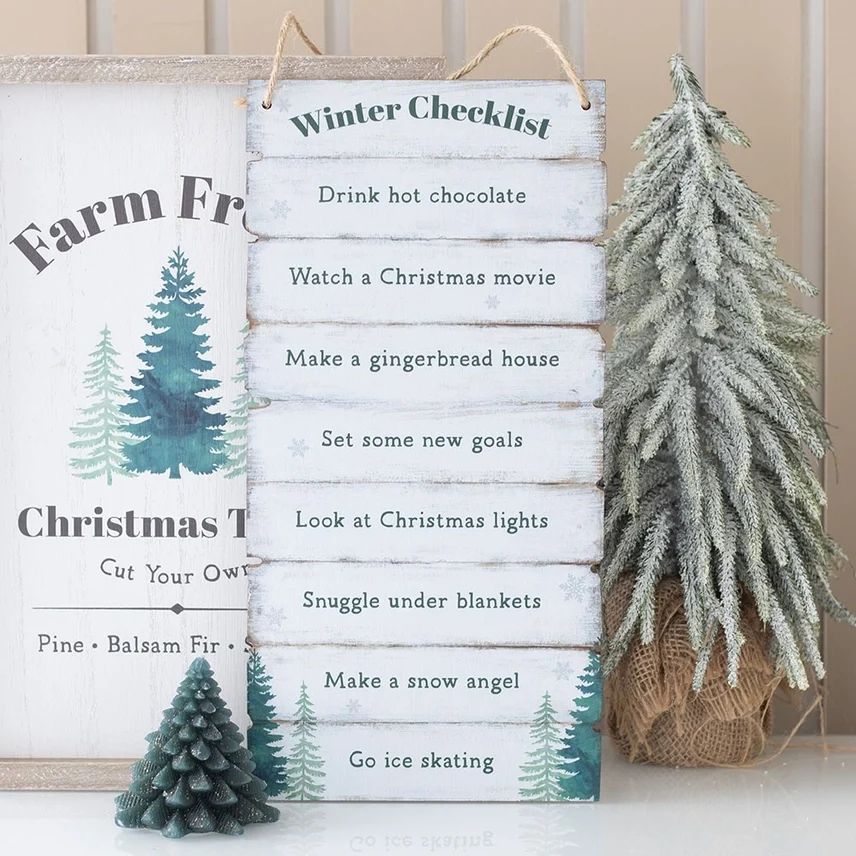 Farm
Christmas
Cut Your Own
Pine • Balsam Fir •
Winter Checklist
Drink hot chocolate
Watch a Christmas movie
Make a gingerbread house
Set some new goals
Look at Christmas lights
Snuggle under blankets
Make a snow angel
Go ice skating